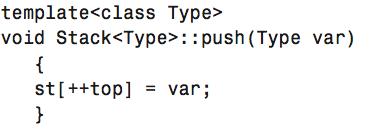 template<class Type>
void Stack<Type>::push(Type var)
   {
   st[++top] = var;
   }